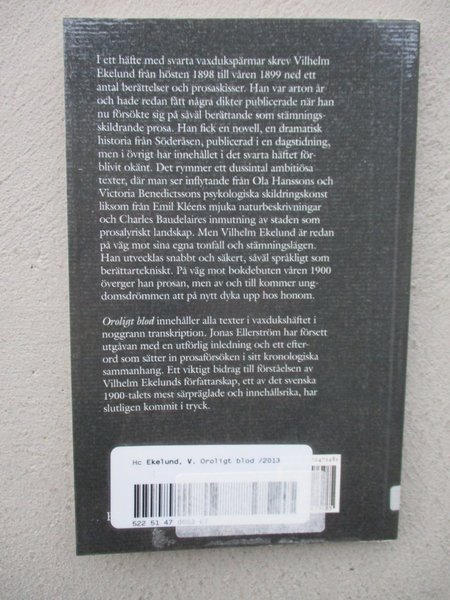 I ett häfte med svarta vaxdukspärmar skrev Vilhelm
Ekelund från hösten 1898 till våren 1899 ned ett
antal berättelser och prosaskisser. Han var arton år
och hade redan fått några dikter publicerade när han
nu försökte sig på såväl berättande som stämnings-
skildrande prosa. Han fick en novell, en dramatisk
historia från Söderåsen, publicerad i en dagstidning,
men i övrigt har innehållet i det svarta häftet för-
blivit okänt. Det rymmer ett dussintal ambitiösa
texter, där man ser inflytande från Ola Hanssons och
Victoria Benedictssons psykologiska skildringskonst
liksom från Emil Kléens mjuka naturbeskrivningar
och Charles Baudelaires inmutning av staden som
prosalyriskt landskap. Men Vilhelm Ekelund är redan
på väg mot sina egna tonfall och stämningslägen.
Han utvecklas snabbt och säkert, såväl språkligt som
berättartekniskt. På väg mot bokdebuten våren 1900
överger han prosan, men av och till kommer ung-
domsdrömmen att på nytt dyka upp hos honom.
Oroligt blod innehåller alla texter i vaxdukshäftet i
noggrann transkription. Jonas Ellerström har försett
utgåvan med en utförlig inledning och ett efter-
ord som sätter in prosaförsöken i sitt kronologiska
sammanhang. Ett viktigt bidrag till förståelsen av
Vilhelm Ekelunds författarskap, ett av det svenska
1900-talets mest särpräglade och innehållsrika, har
slutligen kommit i tryck.
Hc Ekelund, V. Oroligt blod /2013
522 51 47